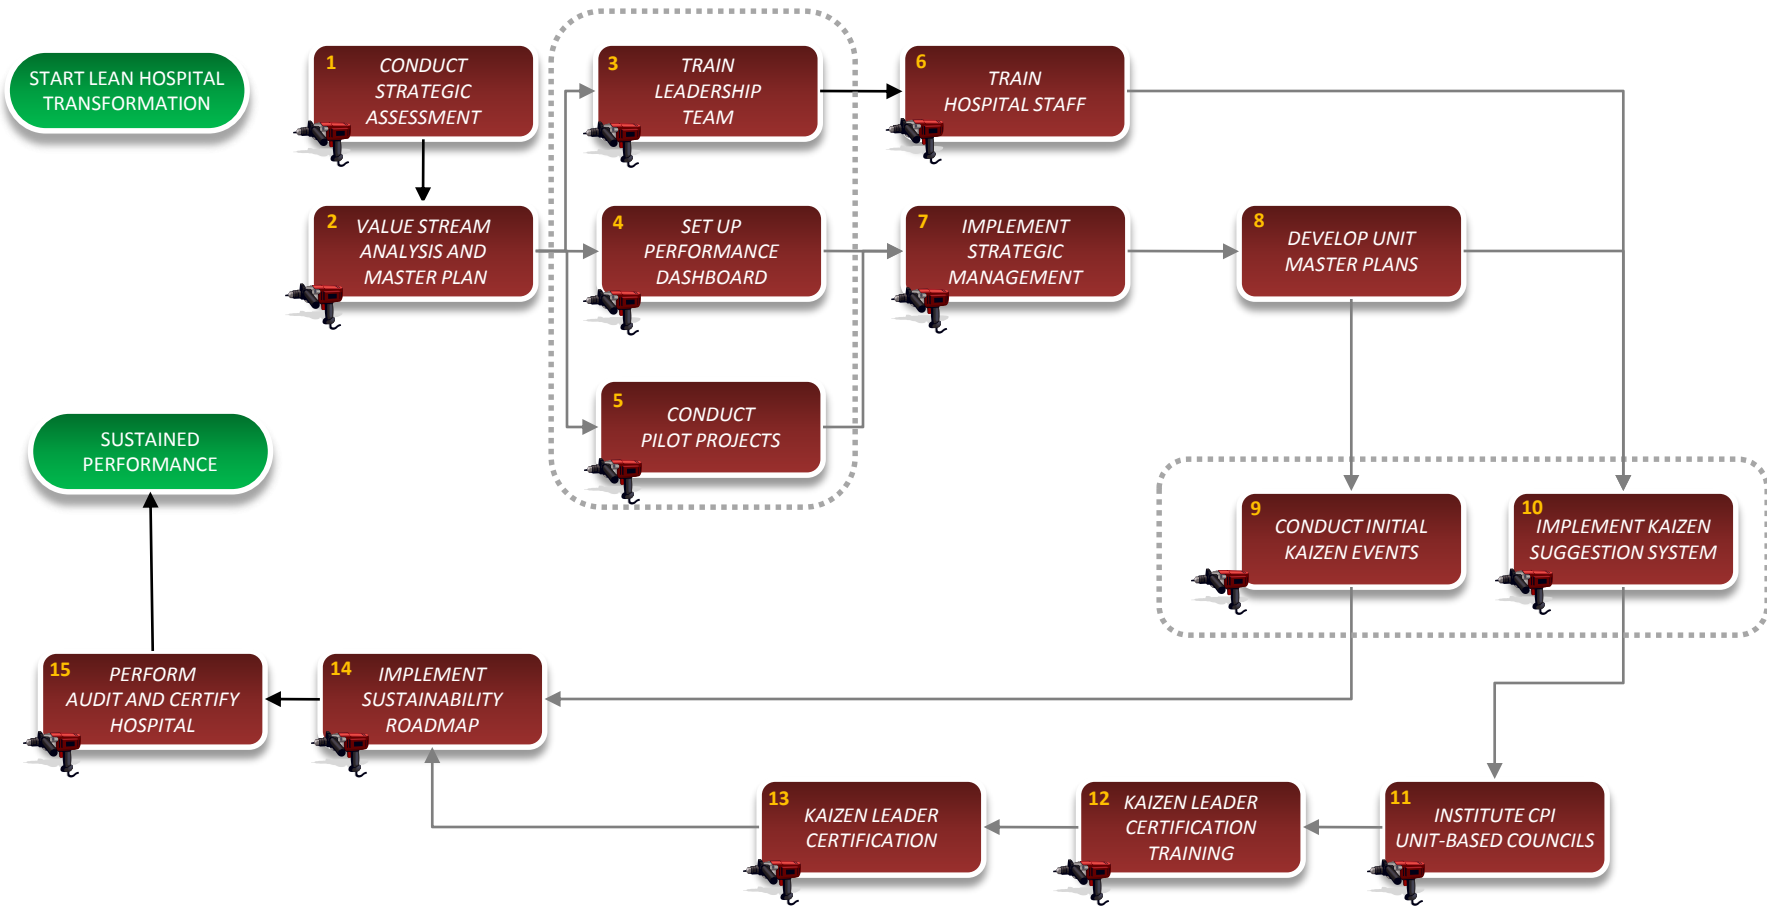 START LEAN HOSPITAL
TRANSFORMATION
1
CONDUCT
STRATEGIC
ASSESSMENT
3
TRAIN
LEADERSHIP
TEAM
6
TRAIN
HOSPITAL STAFF
2
VALUE STREAM
ANALYSIS AND
MASTER PLAN
4
SET UP
PERFORMANCE
DASHBOARD
7
IMPLEMENT
STRATEGIC
MANAGEMENT
8
DEVELOP UNIT
MASTER PLANS
5
CONDUCT
PILOT PROJECTS
SUSTAINED
PERFORMANCE
9
CONDUCT INITIAL
KAIZEN EVENTS
10
IMPLEMENT KAIZEN
SUGGESTION SYSTEM
15
PERFORM
AUDIT AND CERTIFY
HOSPITAL
14
IMPLEMENT
SUSTAINABILITY
ROADMAP
13
KAIZEN LEADER
CERTIFICATION
12
KAIZEN LEADER
CERTIFICATION
TRAINING
11
INSTITUTE CPI
UNIT-BASED COUNCILS